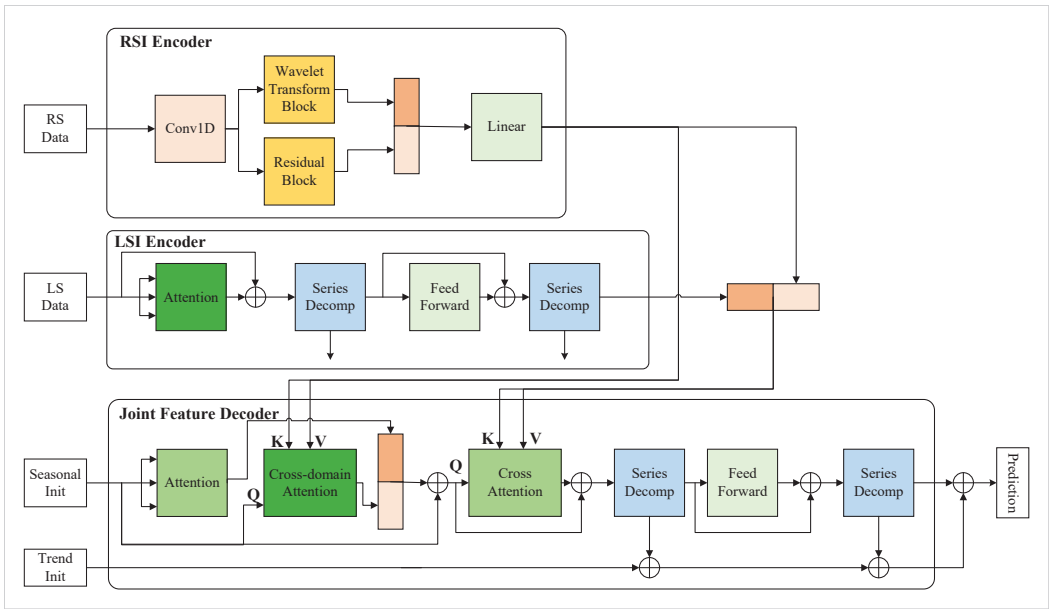 RSI Encoder
RS
Data
Conv1D
Wavelet
Transform
Block
Residual
Block
Linear
LSI Encoder
LS
Data
Attention
Series
Decomp
Feed
Forward
Series
Decomp
Joint Feature Decoder
Seasonal
Init
Attention
K
V
Q
Cross-domain
Attention
K
V
Q
Cross
Attention
Series
Decomp
Feed
Forward
Series
Decomp
Prediction
Trend
Init